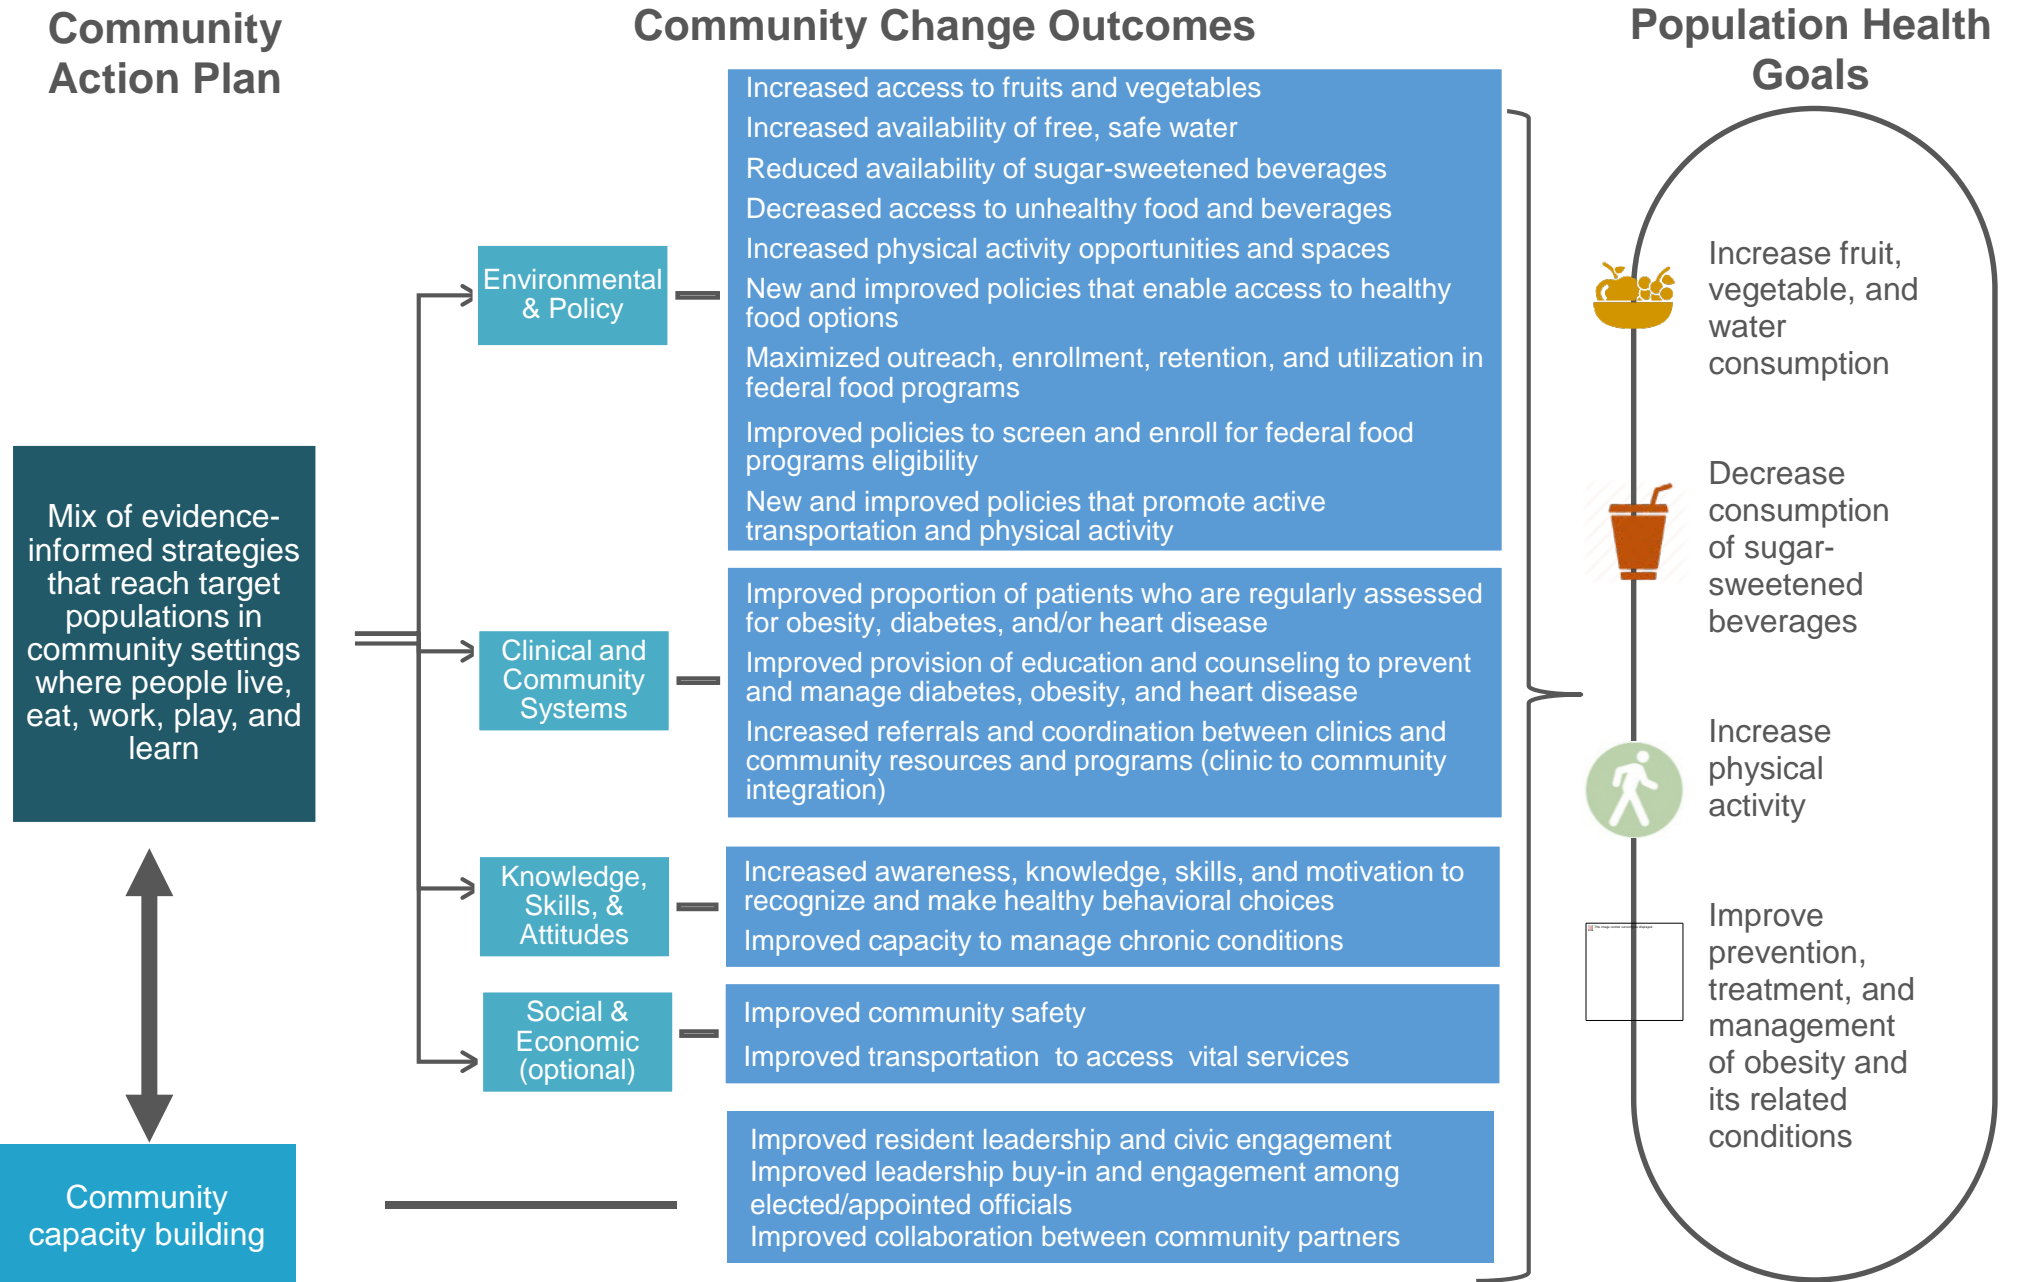 Community
Action Plan
Community Change Outcomes
Population Health
Goals
Mix of evidence-
informed strategies
that reach target
populations in
community settings
where people live,
eat, work, play, and
learn
Community
capacity building
Environmental
& Policy
Increased access to fruits and vegetables
Increased availability of free, safe water
Reduced availability of sugar-sweetened beverages
Decreased access to unhealthy food and beverages
Increased physical activity opportunities and spaces
New and improved policies that enable access to healthy
food options
Maximized outreach, enrollment, retention, and utilization in
federal food programs
Improved policies to screen and enroll for federal food
programs eligibility
New and improved policies that promote active
transportation and physical activity
Clinical and
Community
Systems
Improved proportion of patients who are regularly assessed
for obesity, diabetes, and/or heart disease
Improved provision of education and counseling to prevent
and manage diabetes, obesity, and heart disease
Increased referrals and coordination between clinics and
community resources and programs (clinic to community
integration)
Knowledge,
Skills, &
Attitudes
Increased awareness, knowledge, skills, and motivation to
recognize and make healthy behavioral choices
Improved capacity to manage chronic conditions
Social &
Economic
(optional)
Improved community safety
Improved transportation to access vital services
Improved resident leadership and civic engagement
Improved leadership buy-in and engagement among
elected/appointed officials
Improved collaboration between community partners
Increase fruit,
vegetable, and
water
consumption
Decrease
consumption
of sugar-
sweetened
beverages
Increase
physical
activity
Improve
prevention,
treatment, and
management
of obesity and
its related
conditions